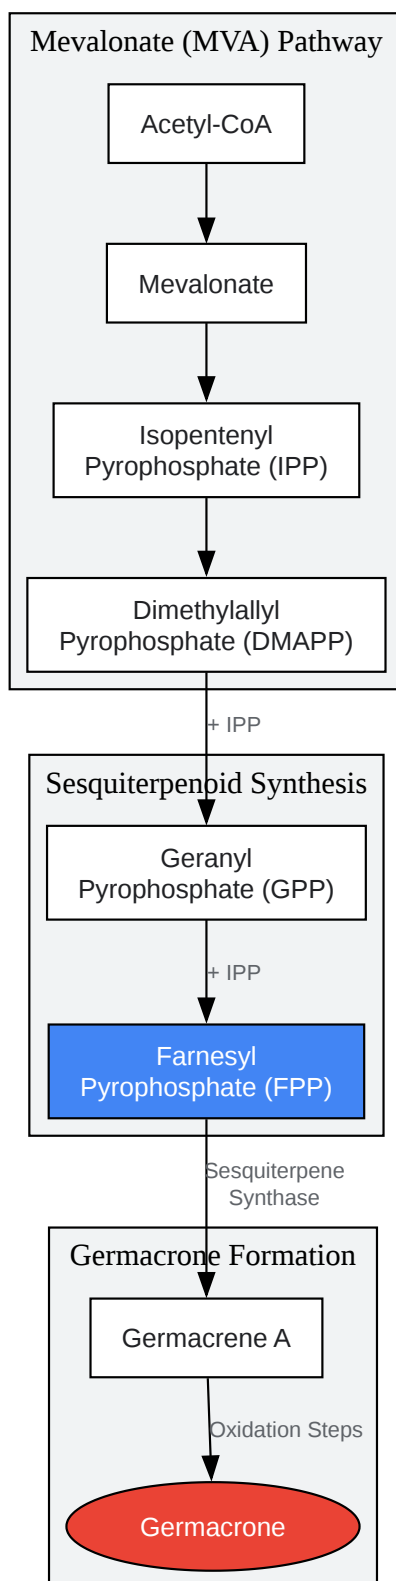 Mevalonate (MVA) Pathway
Acetyl-CoA
Mevalonate
Isopentenyl
Pyrophosphate (IPP)
Dimethylallyl
Pyrophosphate (DMAPP)
+ IPP
Sesquiterpenoid Synthesis
Geranyl
Pyrophosphate (GPP)
+ IPP
Farnesyl
Pyrophosphate (FPP)
Sesquiterpene
Synthase
Germacrone Formation
Germacrene A
Oxidation Steps
Germacrone